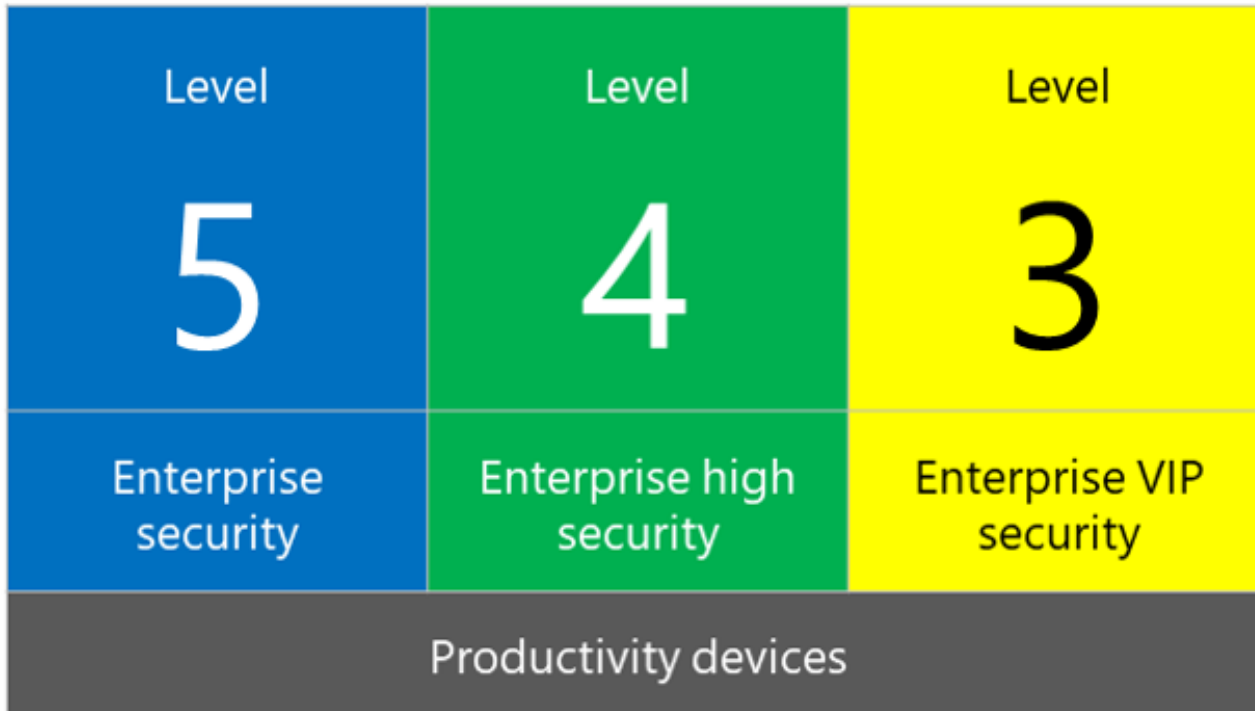 Level
5
Enterprise
security
Level
4
Enterprise high
security
Level
3
Enterprise VIP
security
Productivity devices